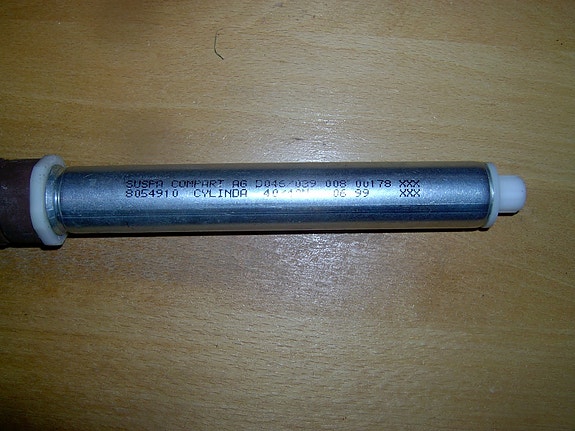 SUSPA COMPART AG D046/039 008 00178 XXX
8054910 CYLINDA 06 99 XXX